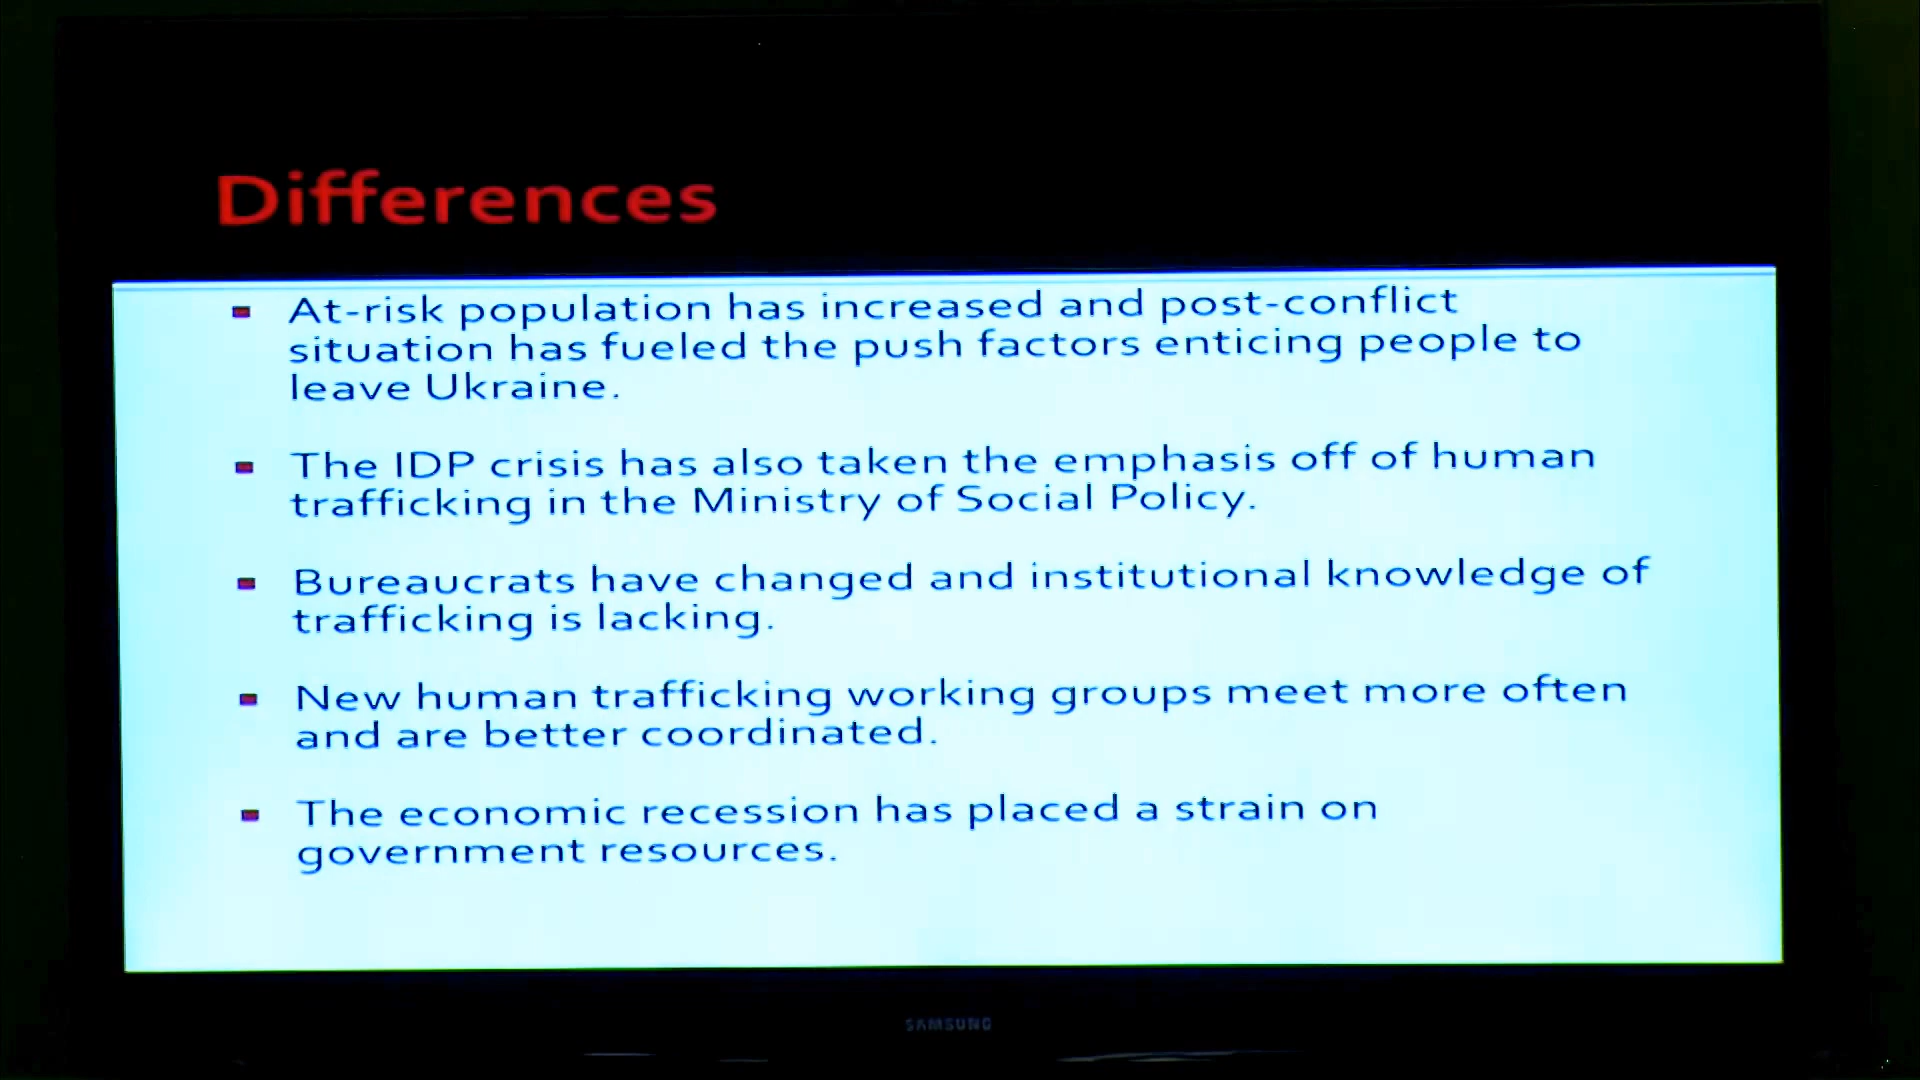 Differences
At-risk population has increased and post-conflict
situation has fueled the push factors enticing people to
leave Ukraine.
The IDP crisis has also taken the emphasis off of human
trafficking in the Ministry of Social Policy.
Bureaucrats have changed and institutional knowledge of
trafficking is lacking.
New human trafficking working groups meet more often
and are better coordinated.
The economic recession has placed a strain on
government resources.
SAMSUNG